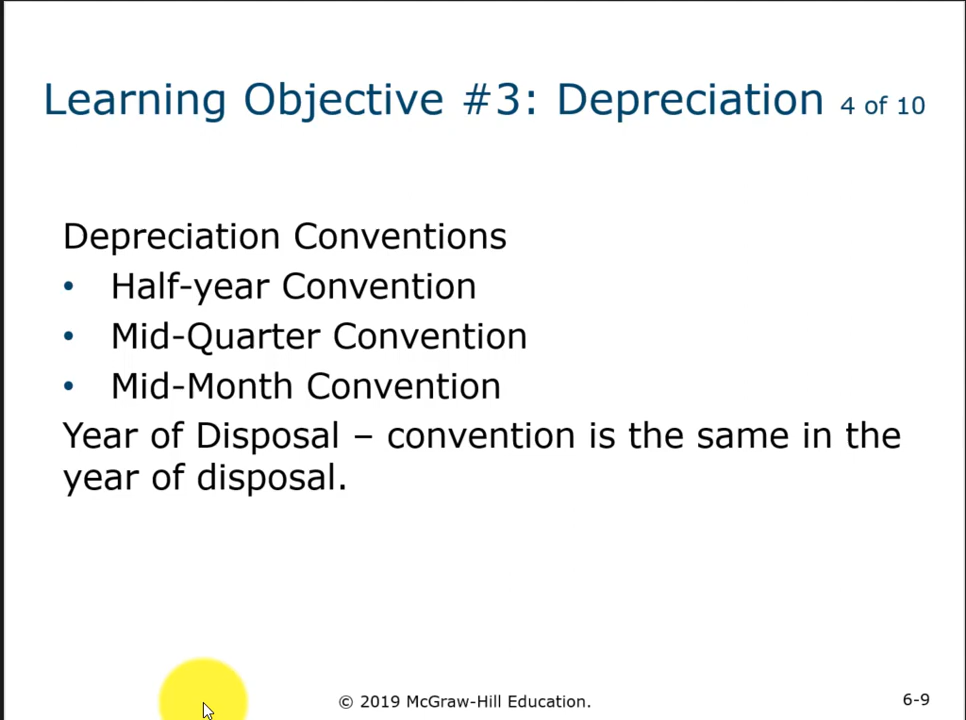 Learning Objective #3: Depreciation 4 of 10
Depreciation Conventions
• Half-year Convention
• Mid-Quarter Convention
• Mid-Month Convention
Year of Disposal – convention is the same in the
year of disposal.
© 2019 McGraw-Hill Education.
6-9